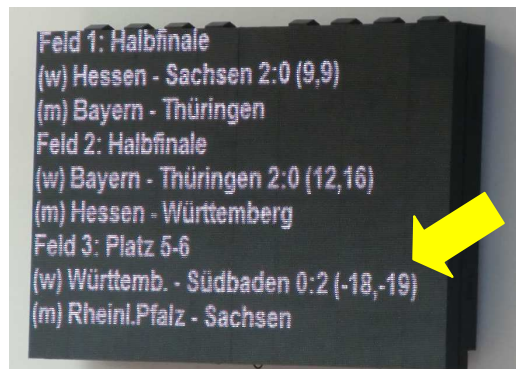 Feld 1: Halbfinale
(w) Hessen - Sachsen 2:0 (9,9)
(m) Bayern - Thüringen
Feld 2: Halbfinale
(w) Bayern - Thüringen 2:0 (12,16)
(m) Hessen - Württemberg
Feld 3: Platz 5-6
(w) Württemb. - Südbaden 0:2 (-18,-19)
(m) Rheinl.Pfalz - Sachsen